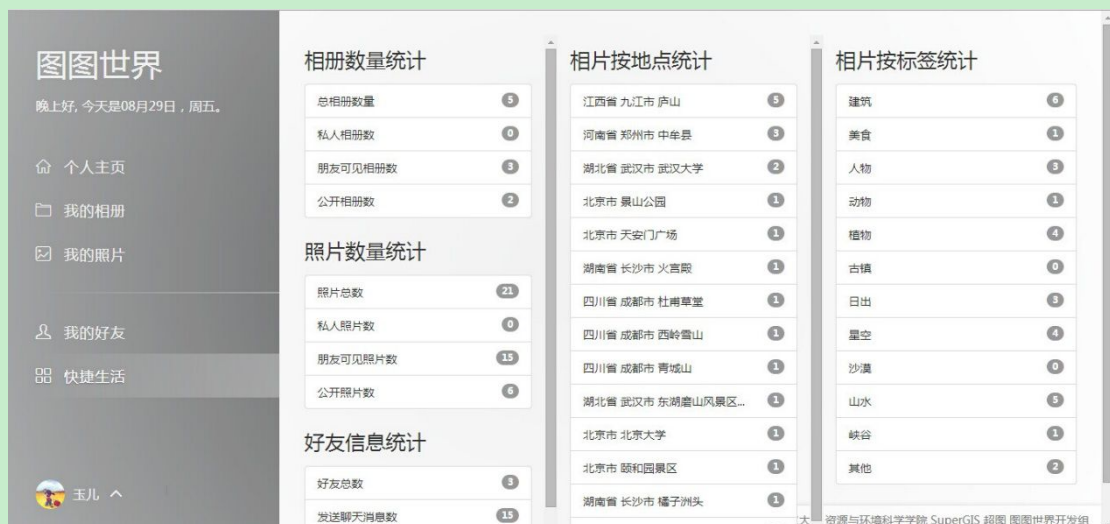 图图世界
晚上好, 今天是08月29日，周五。
个人主页
我的相册
我的照片
我的好友
快捷生活
玉儿
相册数量统计
总相册数量 5
私人相册数 0
朋友可见相册数 3
公开相册数 2
照片数量统计
照片总数 21
私人照片数 0
朋友可见照片数 15
公开照片数 6
好友信息统计
好友总数 3
发送聊天消息数 15
相片按地点统计
江西省 九江市 庐山 5
河南省 郑州市 中牟县 3
湖北省 武汉市 武汉大学 2
北京市 景山公园 1
北京市 天安门广场 1
湖南省 长沙市 火宫殿 1
四川省 成都市 杜甫草堂 1
四川省 成都市 西岭雪山 1
四川省 成都市 青城山 1
湖北省 武汉市 东湖磨山风景区... 1
北京市 北京大学 1
北京市 颐和园景区 1
湖南省 长沙市 橘子洲头 1
相片按标签统计
建筑 6
美食 1
人物 3
动物 1
植物 4
古镇 0
日出 3
星空 4
沙漠 0
山水 5
峡谷 1
其他 2
大 资源与环境科学学院 SuperGIS 超图 图图世界开发组